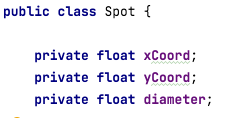 public class Spot {
private float xCoord;
private float yCoord;
private float diameter;